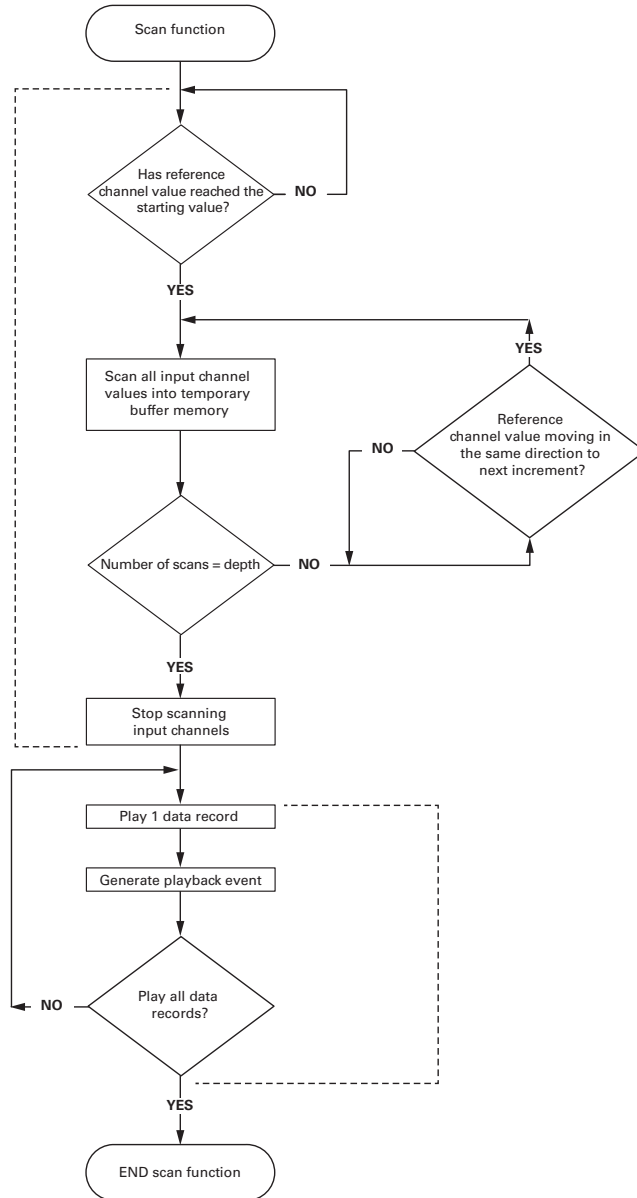 Scan function
Has reference
channel value reached the
starting value?
NO
YES
Scan all input channel
values into temporary
buffer memory
YES
Reference
channel value moving in
the same direction to
next increment?
NO
Number of scans = depth
NO
YES
Stop scanning
input channels
Play 1 data record
Generate playback event
Play all data
records?
NO
YES
END scan function